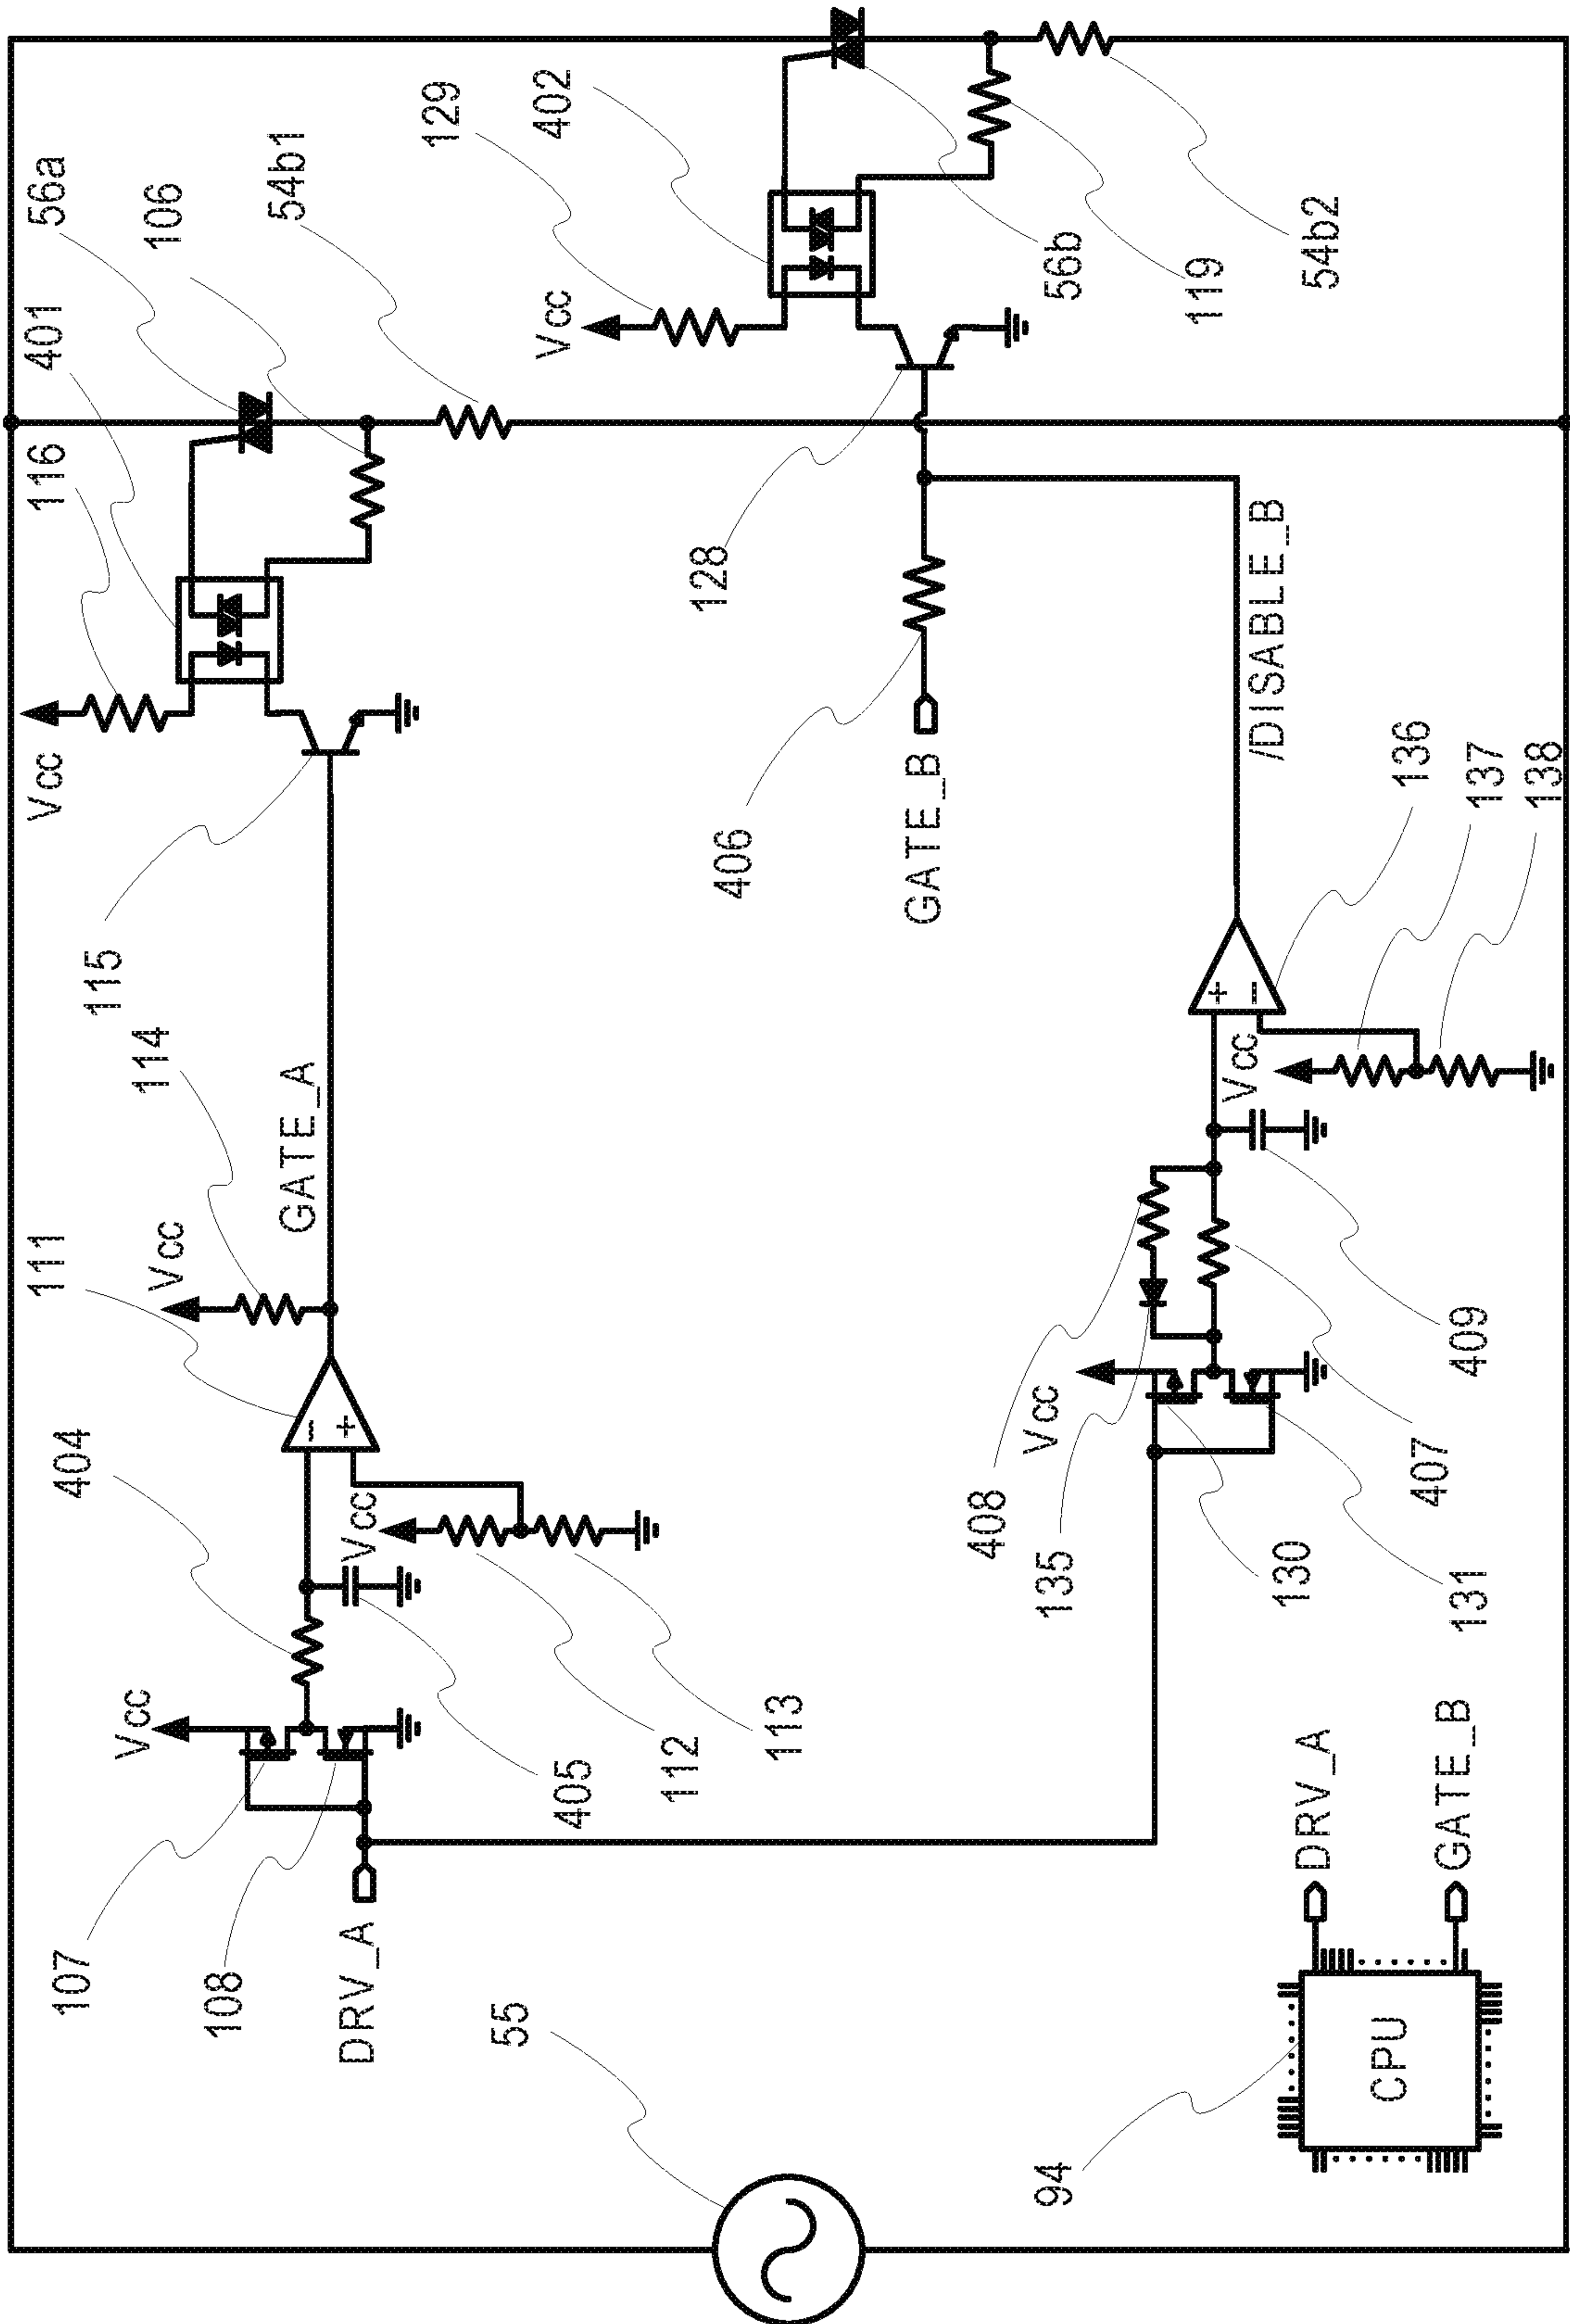 55
94
CPU
DRV_A
GATE_B
107
108
DRV_A
Vcc
404
405
Vcc
112
113
111
Vcc
114
GATE_A
115
Vcc
116
401
56a
106
54b1
130
131
Vcc
135
408
407
409
Vcc
+
−
−
+
136
137
138
/DISABLE_B
GATE_B
406
128
Vcc
129
402
56b
119
54b2